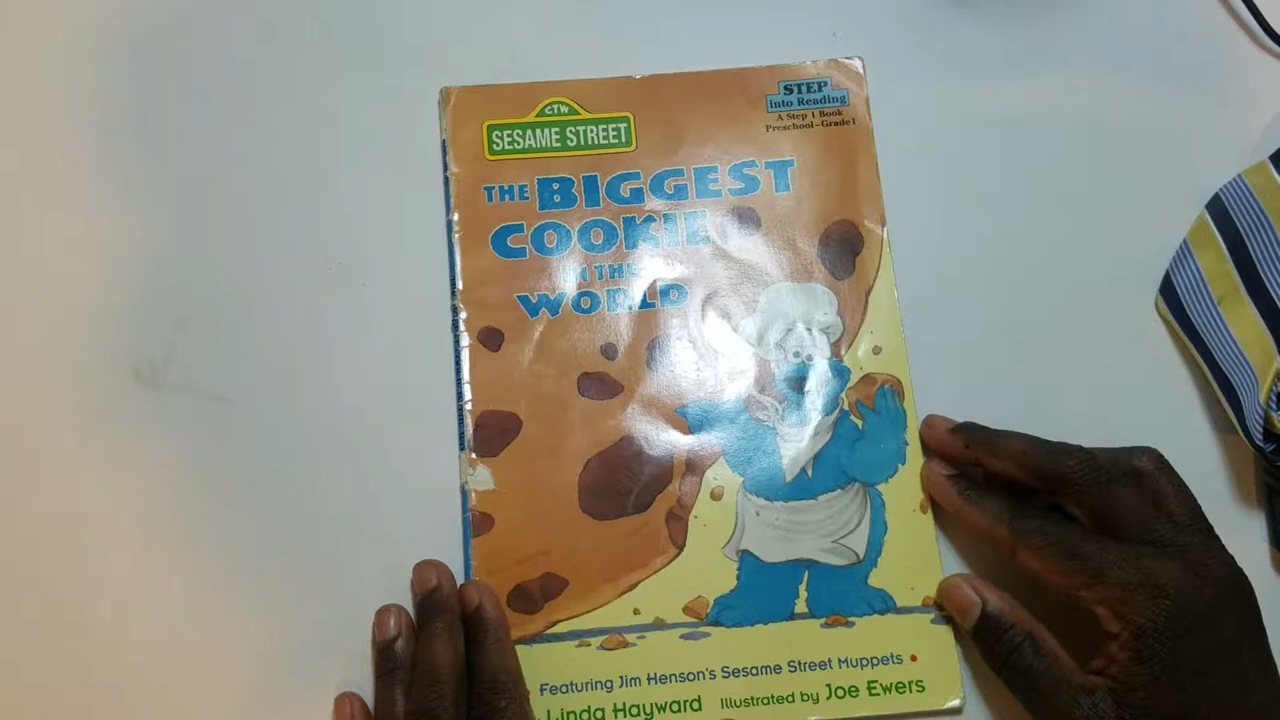 CTW
SESAME STREET
STEP
into Reading
A Step 1 Book
Preschool–Grade 1
THE BIGGEST
COOKIE
IN THE
WORLD
Featuring Jim Henson's Sesame Street Muppets
Linda Hayward Illustrated by Joe Ewers